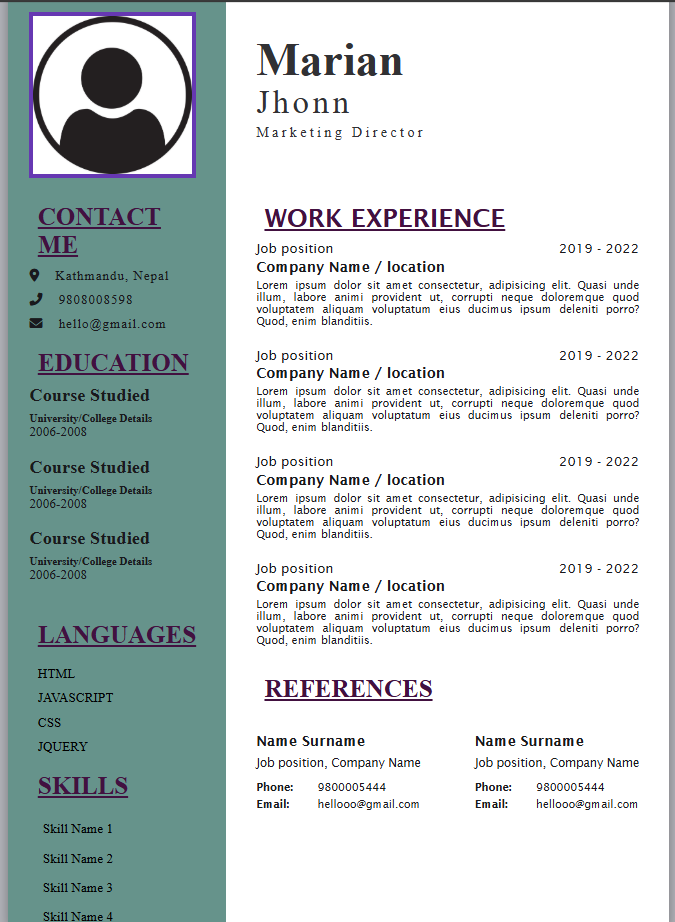 Marian
Jhonn
Marketing Director
CONTACT
ME
Kathmandu, Nepal
9808008598
hello@gmail.com
EDUCATION
Course Studied
University/College Details
2006-2008
Course Studied
University/College Details
2006-2008
Course Studied
University/College Details
2006-2008
LANGUAGES
HTML
JAVASCRIPT
CSS
JQUERY
SKILLS
Skill Name 1
Skill Name 2
Skill Name 3
Skill Name 4
WORK EXPERIENCE
Job position 2019 - 2022
Company Name / location
Lorem ipsum dolor sit amet consectetur, adipisicing elit. Quasi unde
illum, labore animi provident ut, corrupti neque doloremque quod
voluptatem aliquam voluptatum eius ducimus ipsum deleniti porro?
Quod, enim blanditiis.
Job position 2019 - 2022
Company Name / location
Lorem ipsum dolor sit amet consectetur, adipisicing elit. Quasi unde
illum, labore animi provident ut, corrupti neque doloremque quod
voluptatem aliquam voluptatum eius ducimus ipsum deleniti porro?
Quod, enim blanditiis.
Job position 2019 - 2022
Company Name / location
Lorem ipsum dolor sit amet consectetur, adipisicing elit. Quasi unde
illum, labore animi provident ut, corrupti neque doloremque quod
voluptatem aliquam voluptatum eius ducimus ipsum deleniti porro?
Quod, enim blanditiis.
Job position 2019 - 2022
Company Name / location
Lorem ipsum dolor sit amet consectetur, adipisicing elit. Quasi unde
illum, labore animi provident ut, corrupti neque doloremque quod
voluptatem aliquam voluptatum eius ducimus ipsum deleniti porro?
Quod, enim blanditiis.
REFERENCES
Name Surname
Job position, Company Name
Phone: 9800005444
Email: hellooo@gmail.com
Name Surname
Job position, Company Name
Phone: 9800005444
Email: hellooo@gmail.com